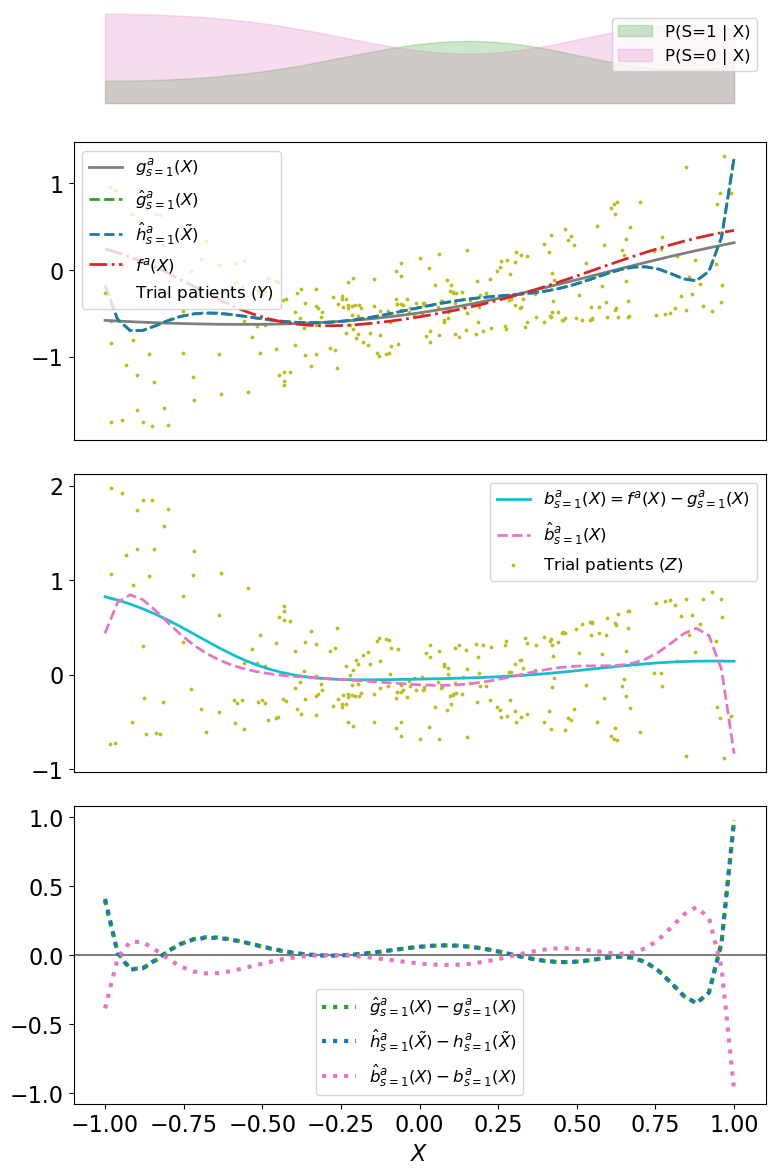 P(S=1 | X)
P(S=0 | X)
1
0
−1
g^a_{s=1}(X)
ĝ^a_{s=1}(X)
ĥ^a_{s=1}(X̃)
f^a(X)
Trial patients (Y)
2
1
0
−1
b^a_{s=1}(X) = f^a(X) − g^a_{s=1}(X)
b̂^a_{s=1}(X)
Trial patients (Z)
1.0
0.5
0.0
−0.5
−1.0
ĝ^a_{s=1}(X) − g^a_{s=1}(X)
ĥ^a_{s=1}(X̃) − h^a_{s=1}(X̃)
b̂^a_{s=1}(X) − b^a_{s=1}(X)
−1.00 −0.75 −0.50 −0.25 0.00 0.25 0.50 0.75 1.00
X